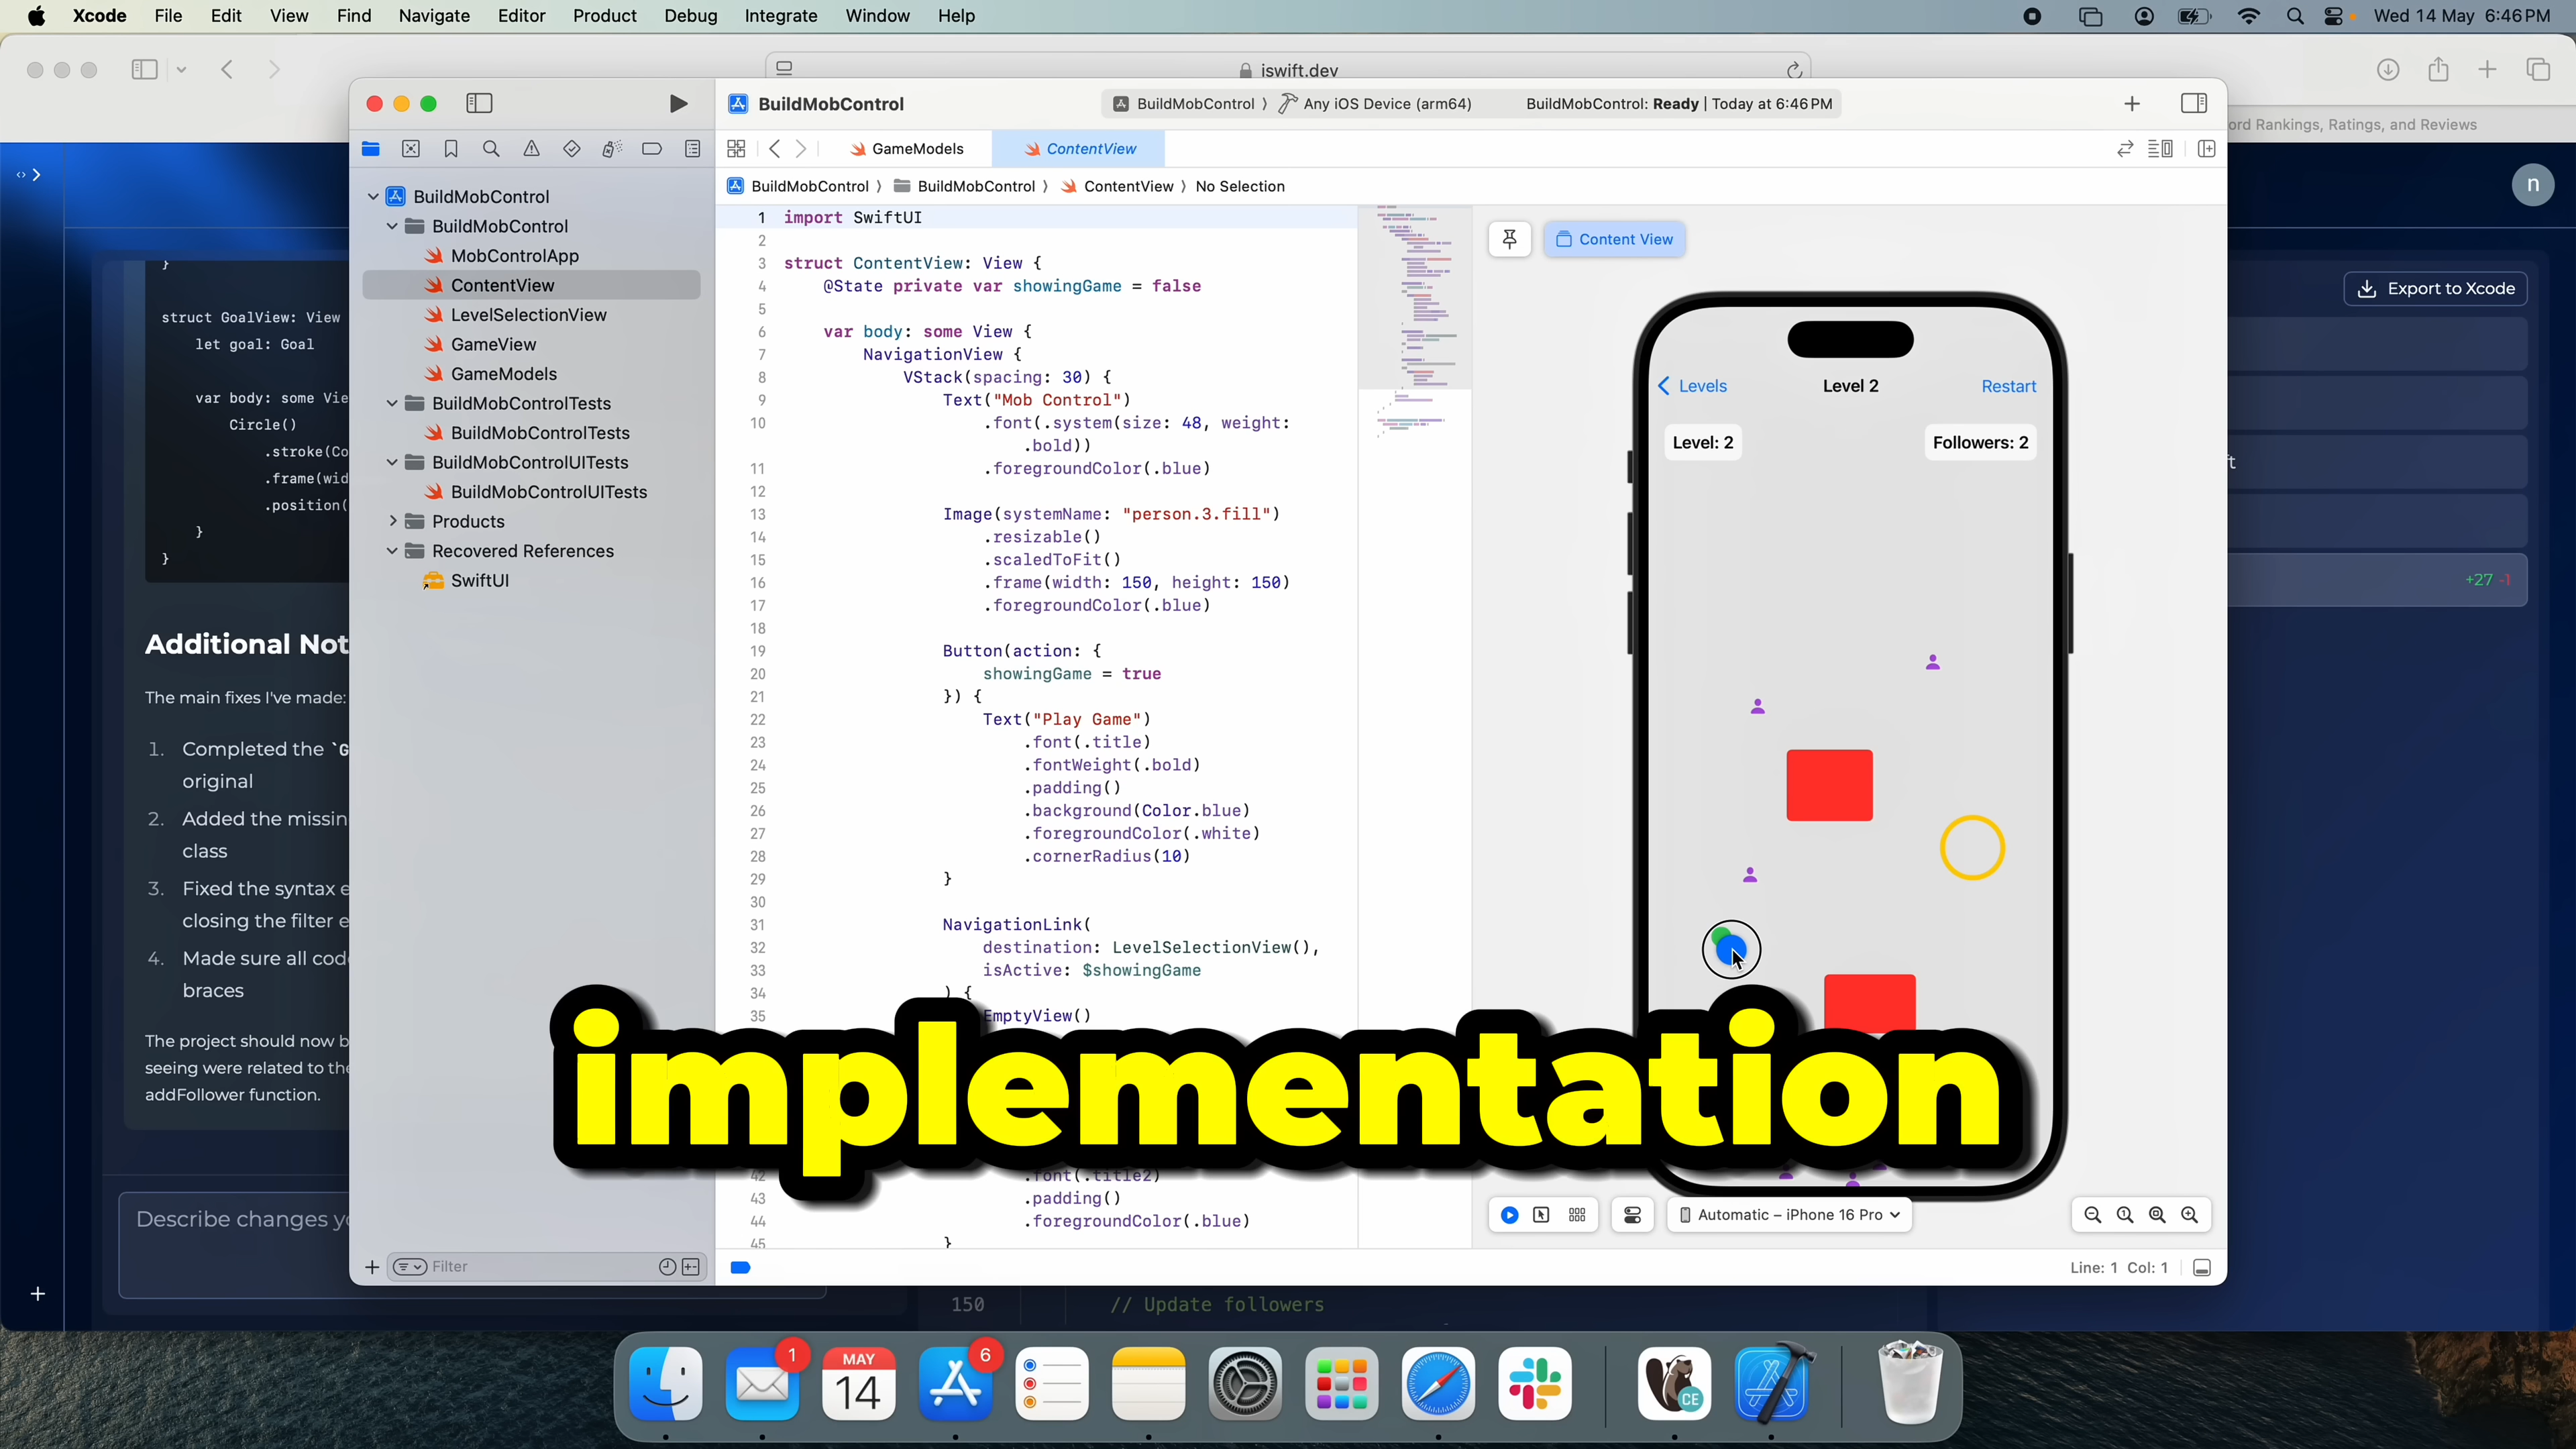 Xcode File Edit View Find Navigate Editor Product Debug Integrate Window Help
Wed 14 May 6:46 PM
iswift.dev
ord Rankings, Ratings, and Reviews
n
Export to Xcode
+27 -1
}
struct GoalView: View
let goal: Goal
var body: some Vie
Circle()
.stroke(Co
.frame(wid
.position(
}
}
Additional Not
The main fixes I've made:
1. Completed the `G
original
2. Added the missin
class
3. Fixed the syntax e
closing the filter e
4. Made sure all cod
braces
The project should now b
seeing were related to the
addFollower function.
Describe changes yo
BuildMobControl
BuildMobControl
MobControlApp
ContentView
LevelSelectionView
GameView
GameModels
BuildMobControlTests
BuildMobControlTests
BuildMobControlUITests
BuildMobControlUITests
Products
Recovered References
SwiftUI
Filter
BuildMobControl
BuildMobControl 〉 Any iOS Device (arm64)
BuildMobControl: Ready | Today at 6:46 PM
GameModels
ContentView
BuildMobControl 〉 BuildMobControl 〉 ContentView 〉 No Selection
1 import SwiftUI
2
3 struct ContentView: View {
4 @State private var showingGame = false
5
6 var body: some View {
7 NavigationView {
8 VStack(spacing: 30) {
9 Text("Mob Control")
10 .font(.system(size: 48, weight:
.bold))
11 .foregroundColor(.blue)
12
13 Image(systemName: "person.3.fill")
14 .resizable()
15 .scaledToFit()
16 .frame(width: 150, height: 150)
17 .foregroundColor(.blue)
18
19 Button(action: {
20 showingGame = true
21 }) {
22 Text("Play Game")
23 .font(.title)
24 .fontWeight(.bold)
25 .padding()
26 .background(Color.blue)
27 .foregroundColor(.white)
28 .cornerRadius(10)
29 }
30
31 NavigationLink(
32 destination: LevelSelectionView(),
33 isActive: $showingGame
34 ) {
35 EmptyView()
42 .font(.title2)
43 .padding()
44 .foregroundColor(.blue)
45 }
Content View
Levels
Level 2
Restart
Level: 2
Followers: 2
implementation
Automatic – iPhone 16 Pro
Line: 1 Col: 1
150 // Update followers
1
MAY
14
6
CE